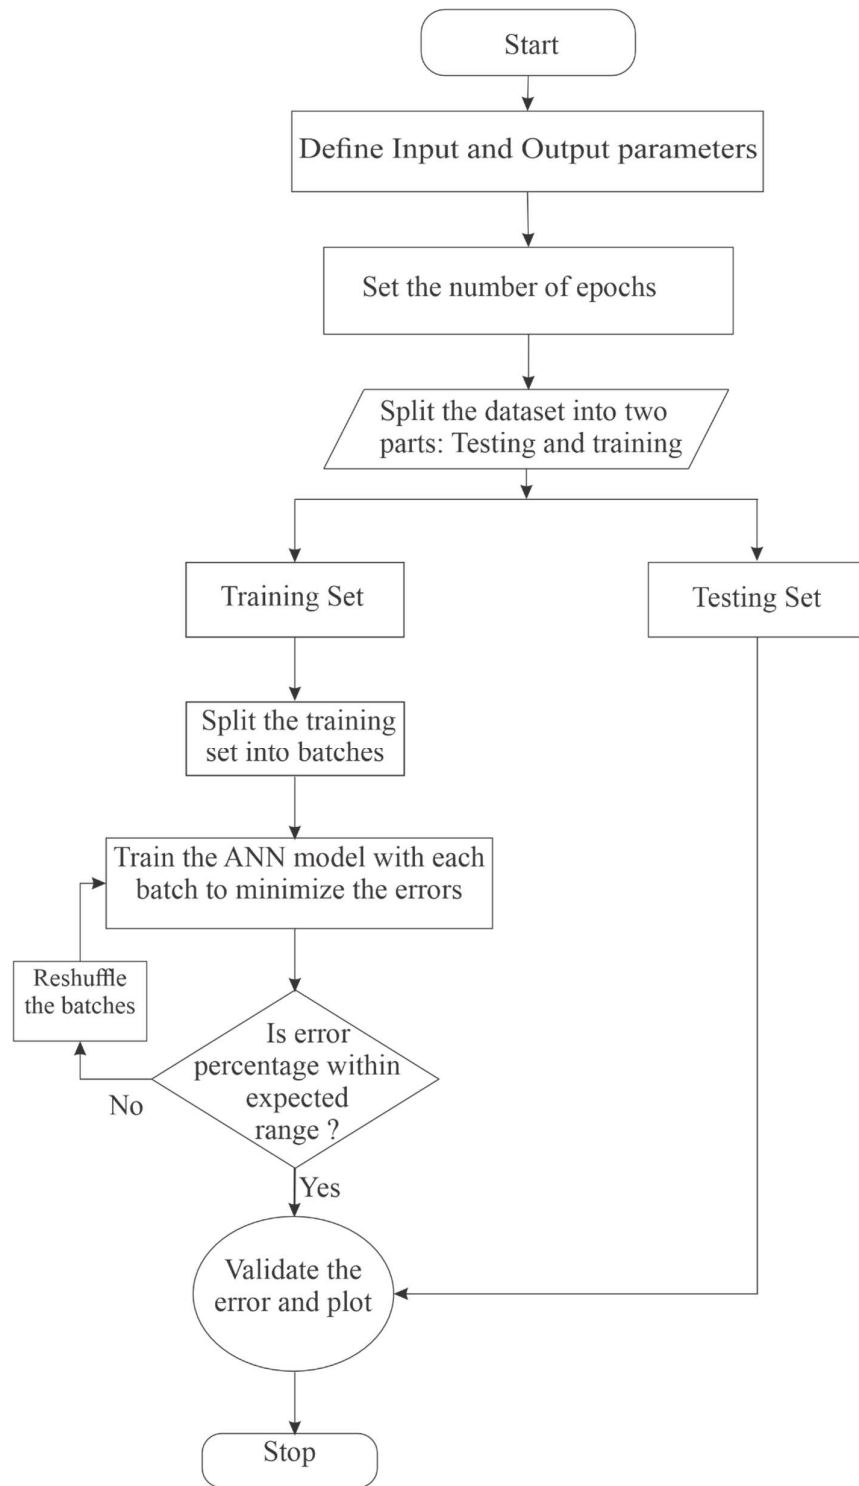 Start
Define Input and Output parameters
Set the number of epochs
Split the dataset into two
parts: Testing and training
Training Set
Testing Set
Split the training
set into batches
Train the ANN model with each
batch to minimize the errors
Reshuffle
the batches
Is error
percentage within
expected
range ?
No
Yes
Validate the
error and plot
Stop